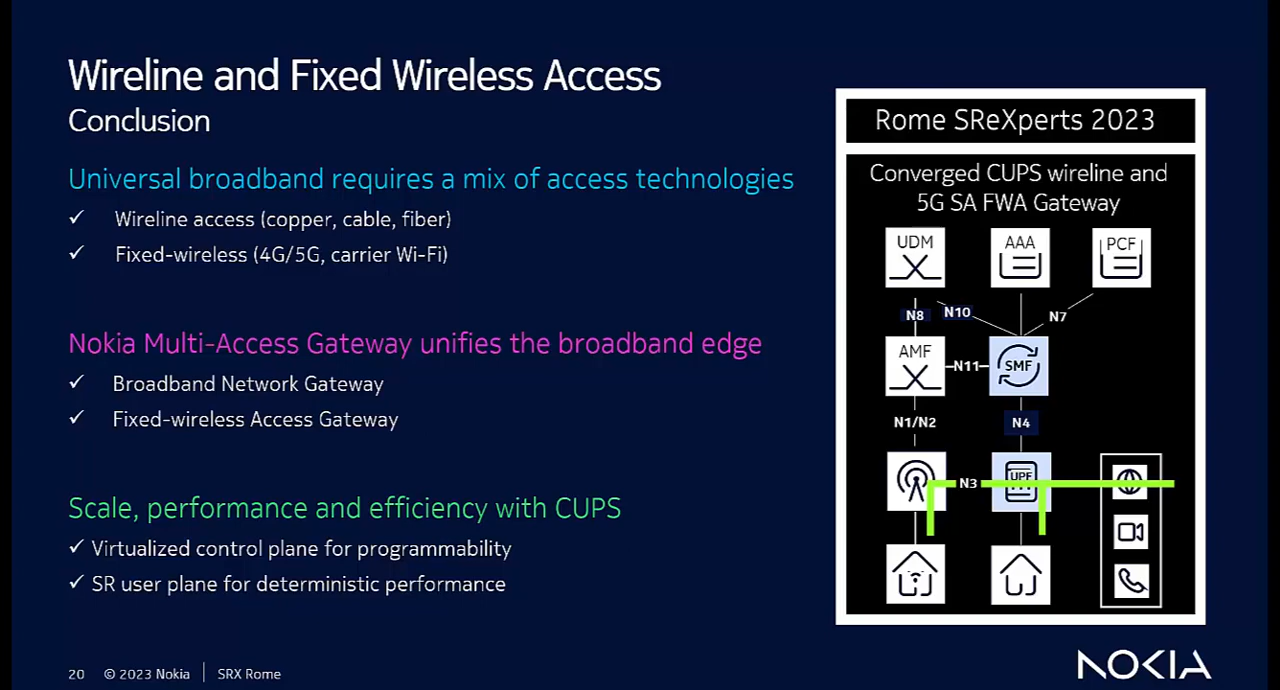 Wireline and Fixed Wireless Access
Conclusion
Universal broadband requires a mix of access technologies
✓ Wireline access (copper, cable, fiber)
✓ Fixed-wireless (4G/5G, carrier Wi-Fi)
Nokia Multi-Access Gateway unifies the broadband edge
✓ Broadband Network Gateway
✓ Fixed-wireless Access Gateway
Scale, performance and efficiency with CUPS
✓ Virtualized control plane for programmability
✓ SR user plane for deterministic performance
Rome SReXperts 2023
Converged CUPS wireline and
5G SA FWA Gateway
UDM AAA PCF
N8 N10 N7
AMF N11 SMF
N1/N2 N4
N3 UPF
20 © 2023 Nokia SRX Rome
NOKIA